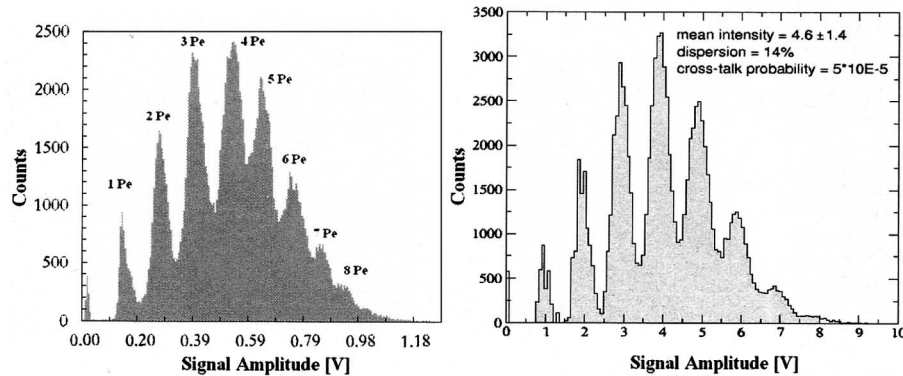 2500
2000
1500
1000
500
0
Counts
1 Pe
2 Pe
3 Pe
4 Pe
5 Pe
6 Pe
7 Pe
8 Pe
0.00 0.20 0.39 0.59 0.79 0.98 1.18
Signal Amplitude [V]
3500
3000
2500
2000
1500
1000
500
0
Counts
mean intensity = 4.6 ±1.4
dispersion = 14%
cross-talk probability = 5*10E-5
0 1 2 3 4 5 6 7 8 9 10
Signal Amplitude [V]